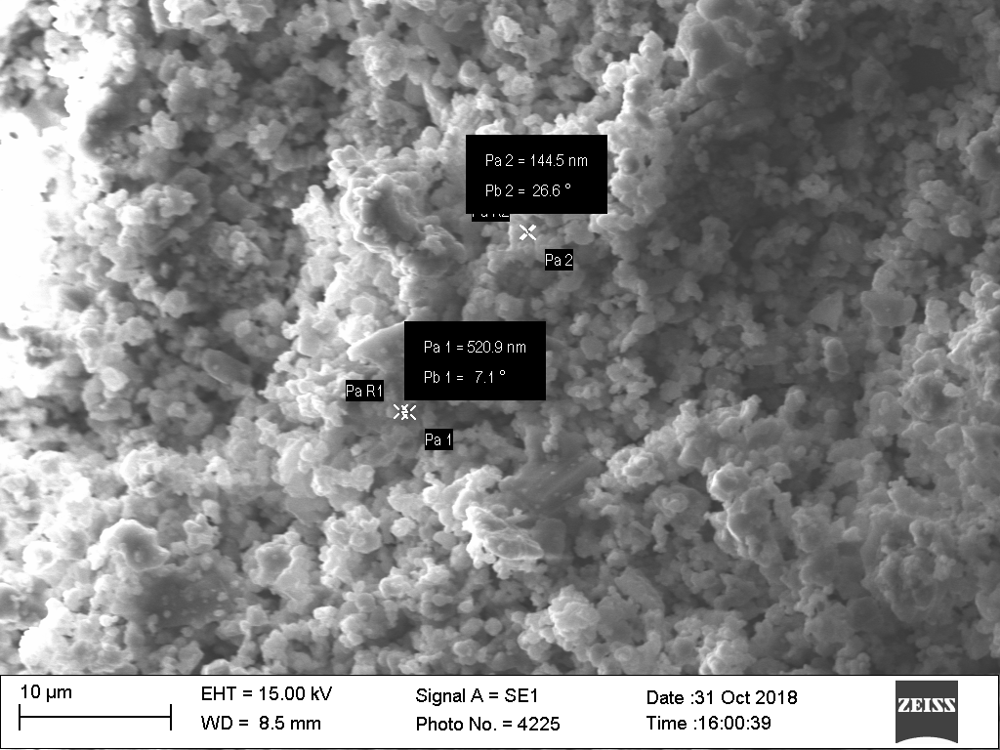 Pa 2 = 144.5 nm
Pb 2 = 26.6 °
Pa R2
Pa 2
Pa 1 = 520.9 nm
Pb 1 = 7.1 °
Pa R1
Pa 1
10 µm
EHT = 15.00 kV
Signal A = SE1
Date :31 Oct 2018
WD = 8.5 mm
Photo No. = 4225
Time :16:00:39
ZEISS